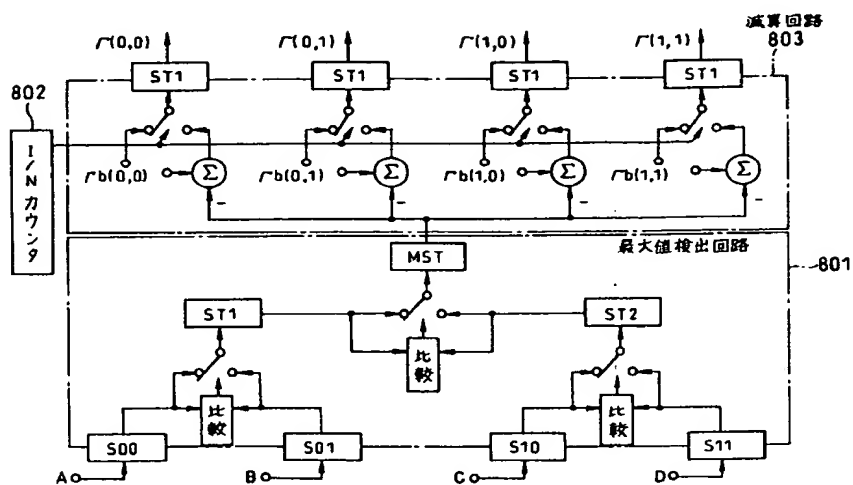 減算回路
803
Γ(0,0) Γ(0,1) Γ(1,0) Γ(1,1)
802
ST1 ST1 ST1 ST1
1/Nカウンタ
Γb(0,0) Σ Γb(0,1) Σ Γb(1,0) Σ Γb(1,1) Σ
- - - -
最大値検出回路
MST
801
ST1 ST2
比較
比較 比較
S00 S01 S10 S11
A B C D